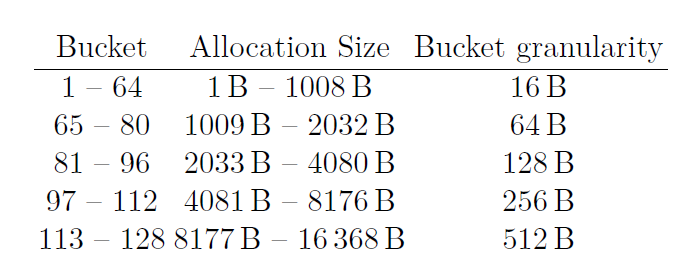 Bucket Allocation Size Bucket granularity
1 – 64 1 B – 1008 B 16 B
65 – 80 1009 B – 2032 B 64 B
81 – 96 2033 B – 4080 B 128 B
97 – 112 4081 B – 8176 B 256 B
113 – 128 8177 B – 16 368 B 512 B